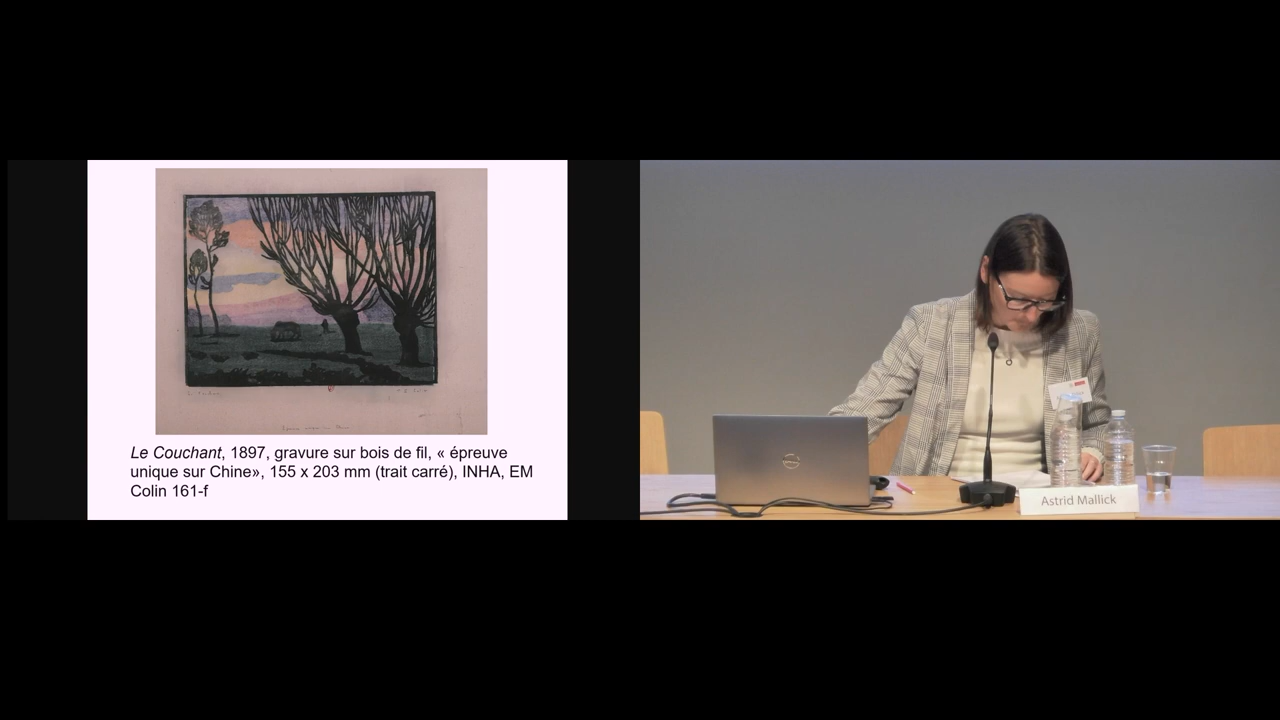 Le Couchant, 1897, gravure sur bois de fil, « épreuve
unique sur Chine», 155 x 203 mm (trait carré), INHA, EM
Colin 161-f
Astrid Mallick